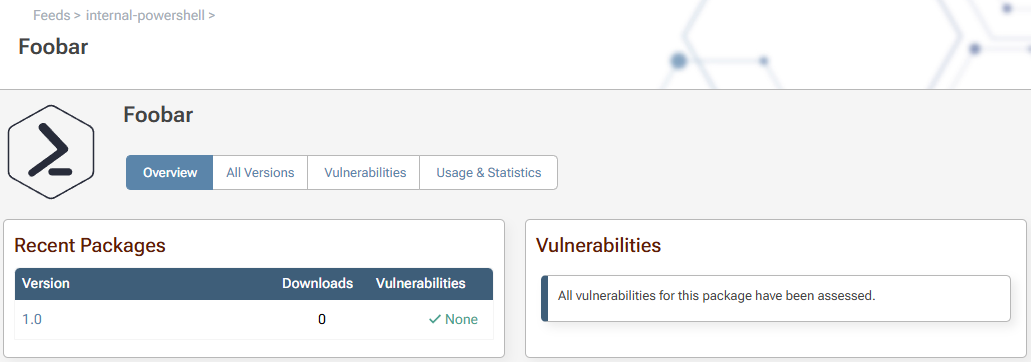 Feeds > internal-powershell >
Foobar
Foobar
Overview All Versions Vulnerabilities Usage & Statistics
Recent Packages
Version Downloads Vulnerabilities
1.0 0 ✓ None
Vulnerabilities
All vulnerabilities for this package have been assessed.